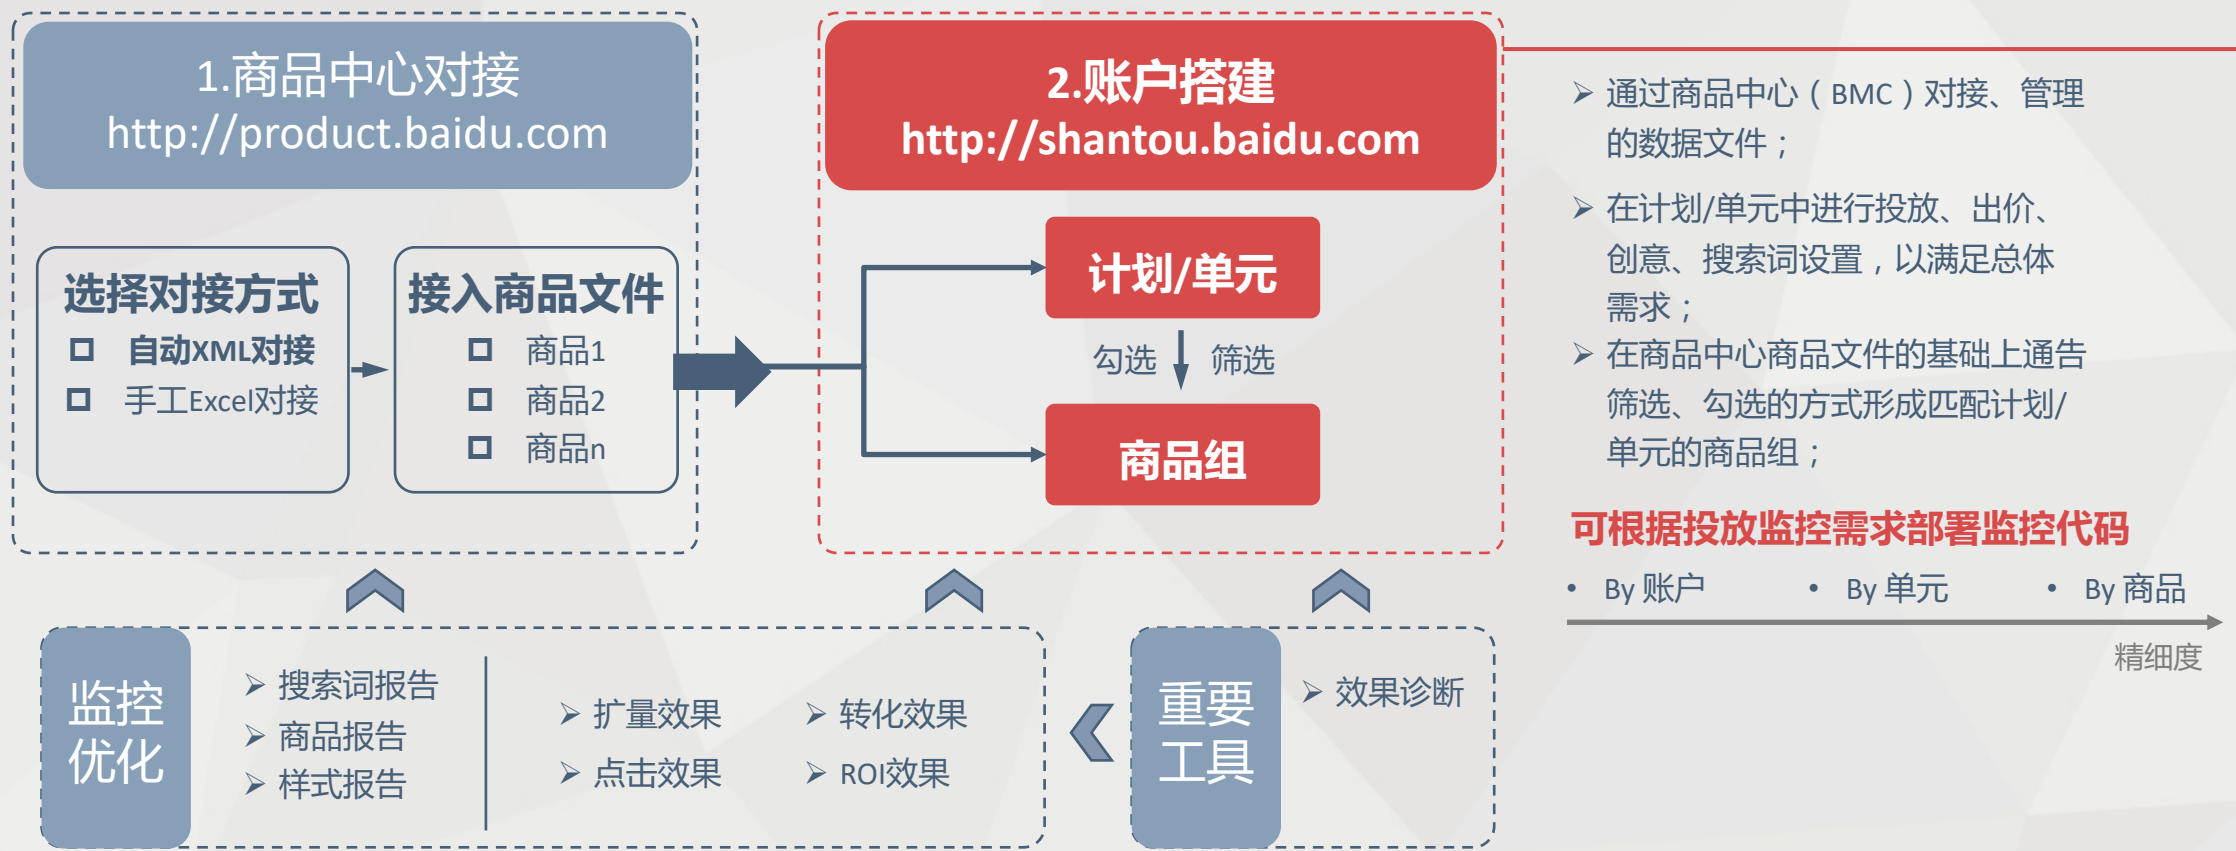 1.商品中心对接
http://product.baidu.com
选择对接方式
自动XML对接
手工Excel对接
接入商品文件
商品1
商品2
商品n
2.账户搭建
http://shantou.baidu.com
计划/单元
勾选 筛选
商品组
通过商品中心（BMC）对接、管理
的数据文件；
在计划/单元中进行投放、出价、
创意、搜索词设置，以满足总体
需求；
在商品中心商品文件的基础上通告
筛选、勾选的方式形成匹配计划/
单元的商品组；
可根据投放监控需求部署监控代码
By 账户
By 单元
By 商品
精细度
监控
优化
搜索词报告
商品报告
样式报告
扩量效果
转化效果
点击效果
ROI效果
重要
工具
效果诊断